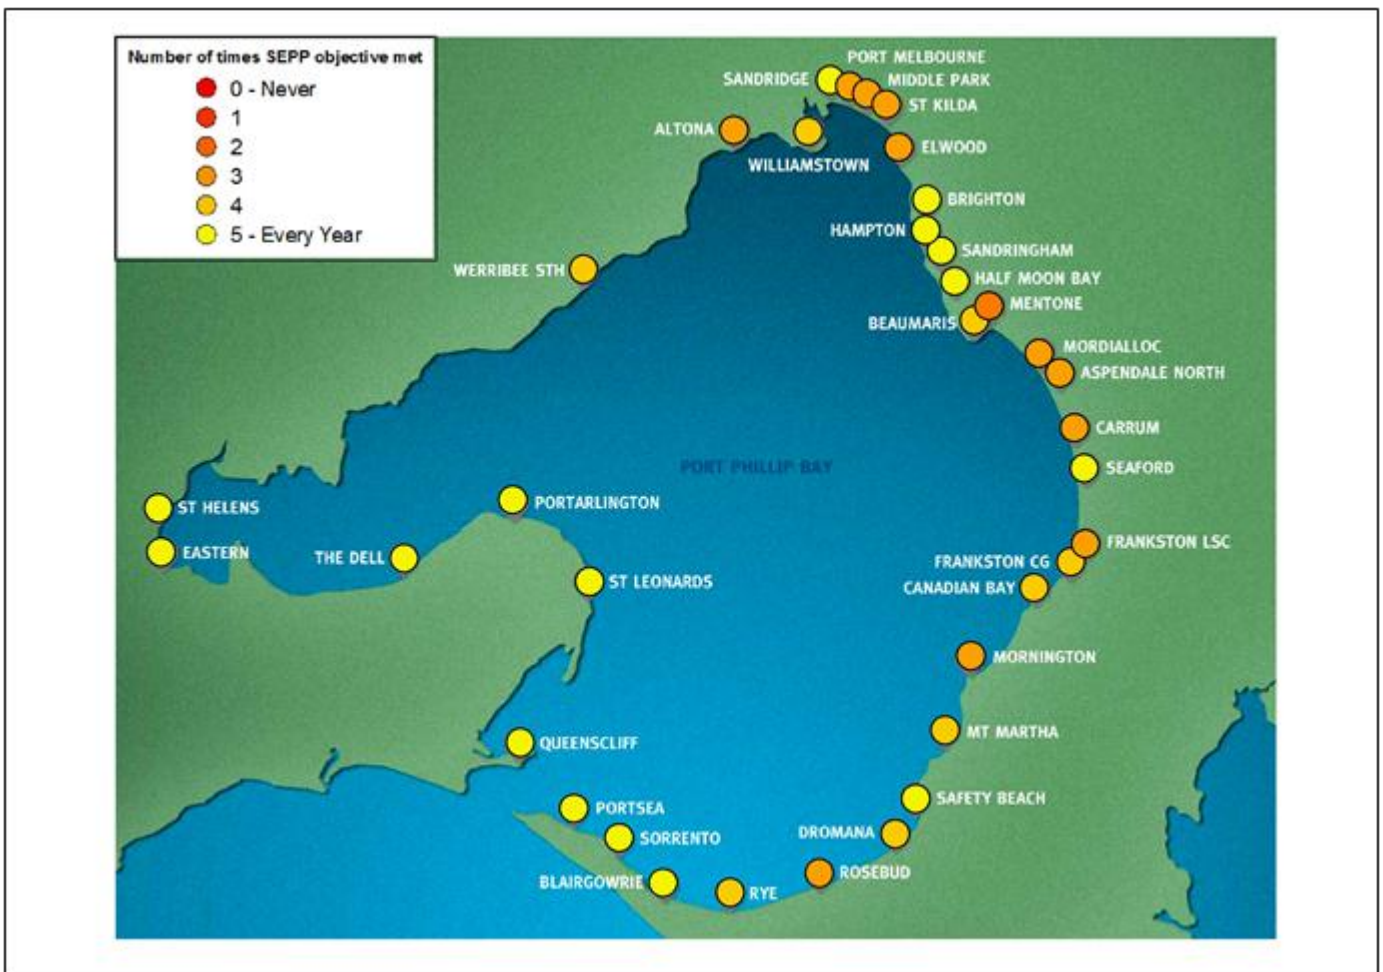 Number of times SEPP objective met
0 - Never
1
2
3
4
5 - Every Year
PORT MELBOURNE
SANDRIDGE
MIDDLE PARK
ST KILDA
ALTONA
WILLIAMSTOWN
ELWOOD
BRIGHTON
HAMPTON
SANDRINGHAM
WERRIBEE STH
HALF MOON BAY
MENTONE
BEAUMARIS
MORDIALLOC
ASPENDALE NORTH
CARRUM
PORT PHILLIP BAY
SEAFORD
ST HELENS
PORTARLINGTON
EASTERN
THE DELL
FRANKSTON LSC
FRANKSTON CG
ST LEONARDS
CANADIAN BAY
MORNINGTON
MT MARTHA
QUEENSCLIFF
SAFETY BEACH
PORTSEA
DROMANA
SORRENTO
ROSEBUD
BLAIRGOWRIE
RYE